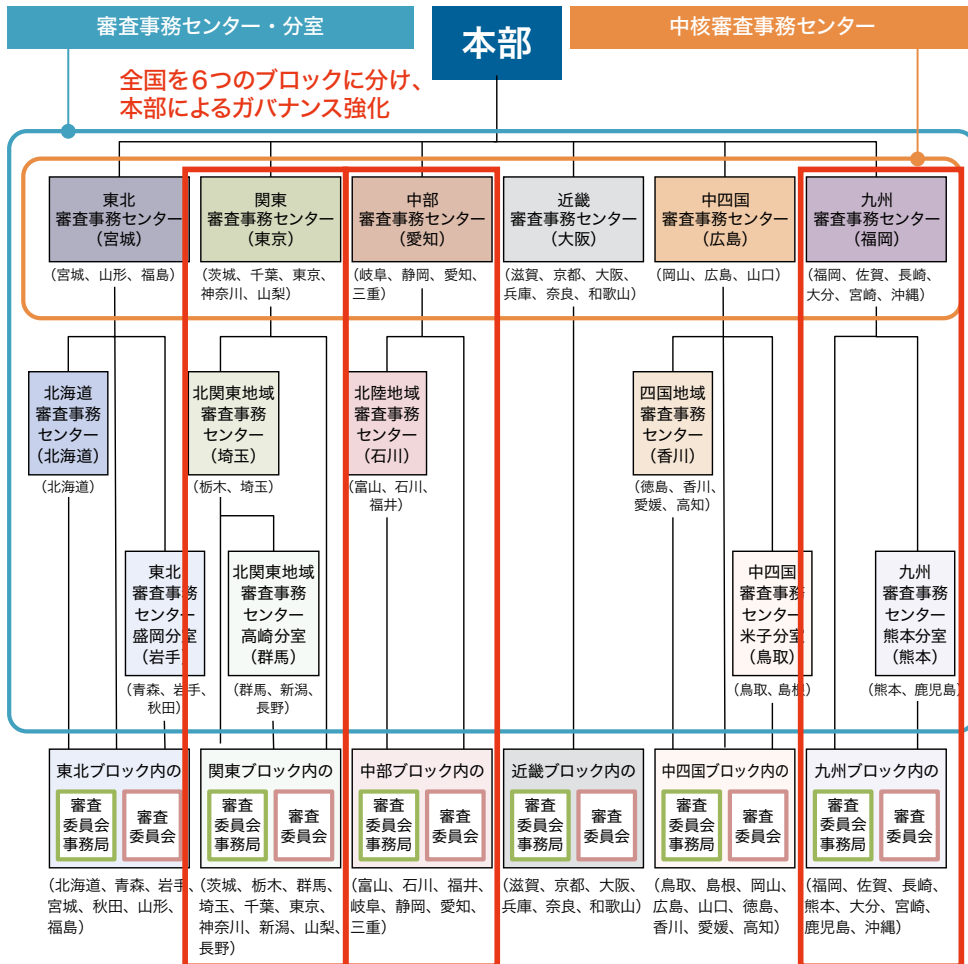 審査事務センター・分室
本部
中核審査事務センター
全国を6つのブロックに分け、
本部によるガバナンス強化
東北
審査事務センター
（宮城）
（宮城、山形、福島）
関東
審査事務センター
（東京）
（茨城、千葉、東京、
神奈川、山梨）
中部
審査事務センター
（愛知）
（岐阜、静岡、愛知、
三重）
近畿
審査事務センター
（大阪）
（滋賀、京都、大阪、
兵庫、奈良、和歌山）
中四国
審査事務センター
（広島）
（岡山、広島、山口）
九州
審査事務センター
（福岡）
（福岡、佐賀、長崎、
大分、宮崎、沖縄）
北海道
審査事務
センター
（北海道）
（北海道）
北関東地域
審査事務
センター
（埼玉）
（栃木、埼玉）
北陸地域
審査事務
センター
（石川）
（富山、石川、
福井）
四国地域
審査事務
センター
（香川）
（徳島、香川、
愛媛、高知）
東北
審査事務
センター
盛岡分室
（岩手）
（青森、岩手、
秋田）
北関東地域
審査事務
センター
高崎分室
（群馬）
（群馬、新潟、
長野）
中四国
審査事務
センター
米子分室
（鳥取）
（鳥取、島根）
九州
審査事務
センター
熊本分室
（熊本）
（熊本、鹿児島）
東北ブロック内の
審査
委員会
事務局
審査
委員会
（北海道、青森、岩手、
宮城、秋田、山形、
福島）
関東ブロック内の
審査
委員会
事務局
審査
委員会
（茨城、栃木、群馬、
埼玉、千葉、東京、
神奈川、新潟、山梨、
長野）
中部ブロック内の
審査
委員会
事務局
審査
委員会
（富山、石川、福井、
岐阜、静岡、愛知、
三重）
近畿ブロック内の
審査
委員会
事務局
審査
委員会
（滋賀、京都、大阪、
兵庫、奈良、和歌山）
中四国ブロック内の
審査
委員会
事務局
審査
委員会
（鳥取、島根、岡山、
広島、山口、徳島、
香川、愛媛、高知）
九州ブロック内の
審査
委員会
事務局
審査
委員会
（福岡、佐賀、長崎、
熊本、大分、宮崎、
鹿児島、沖縄）